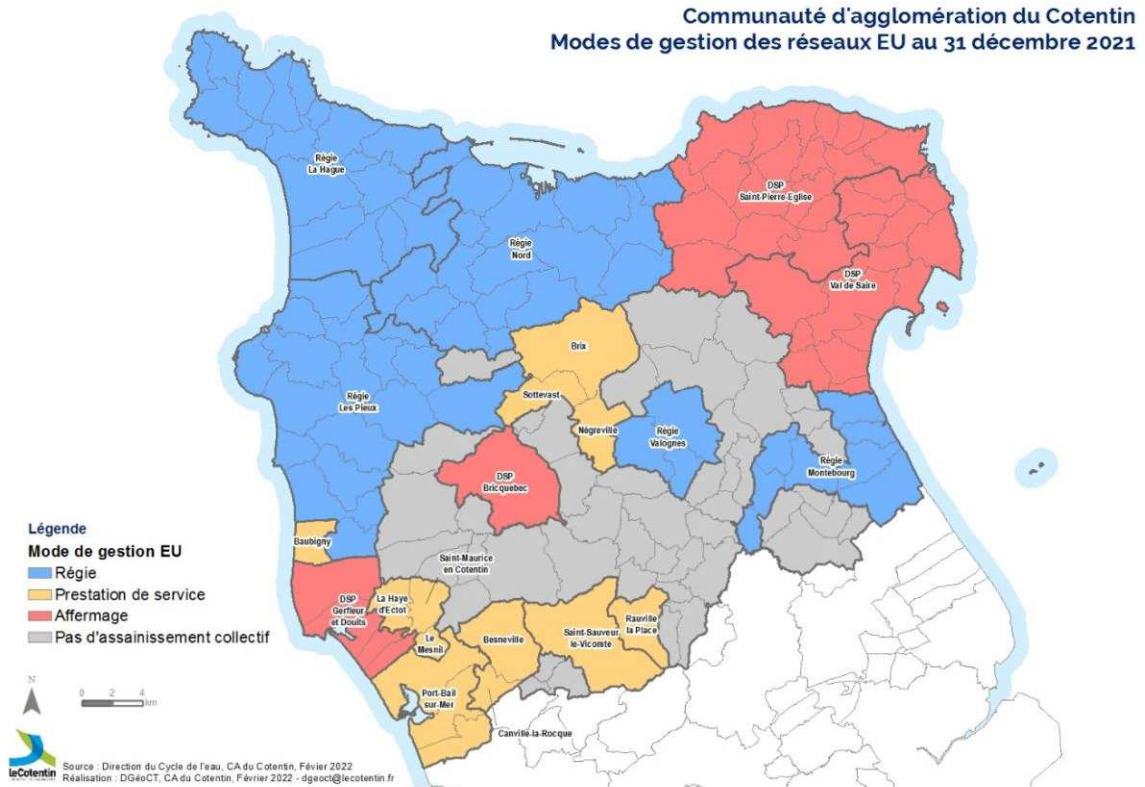 Communauté d'agglomération du Cotentin
Modes de gestion des réseaux EU au 31 décembre 2021
Régie
La Hague
DSP
Saint-Pierre-Eglise
Régie
Nord
DSP
Val de Saire
Brix
Régie
Les Pieux
Sottevast
Négreville
Régie
Valognes
Régie
Montebourg
DSP
Bricquebec
Baubigny
Saint-Maurice
en Cotentin
DSP
Gerfleur
et Douits
La Haye
d'Ectot
Le
Mesnil
Besneville
Saint-Sauveur
le-Vicomte
Rauville
la Place
Port-Bail
sur-Mer
Canville-la-Rocque
Légende
Mode de gestion EU
Régie
Prestation de service
Affermage
Pas d'assainissement collectif
N
0 2 4
km
leCotentin
Source : Direction du Cycle de l'eau, CA du Cotentin, Févier 2022
Réalisation : DGéoCT, CA du Cotentin, Février 2022 - dgeoct@lecotentin.fr